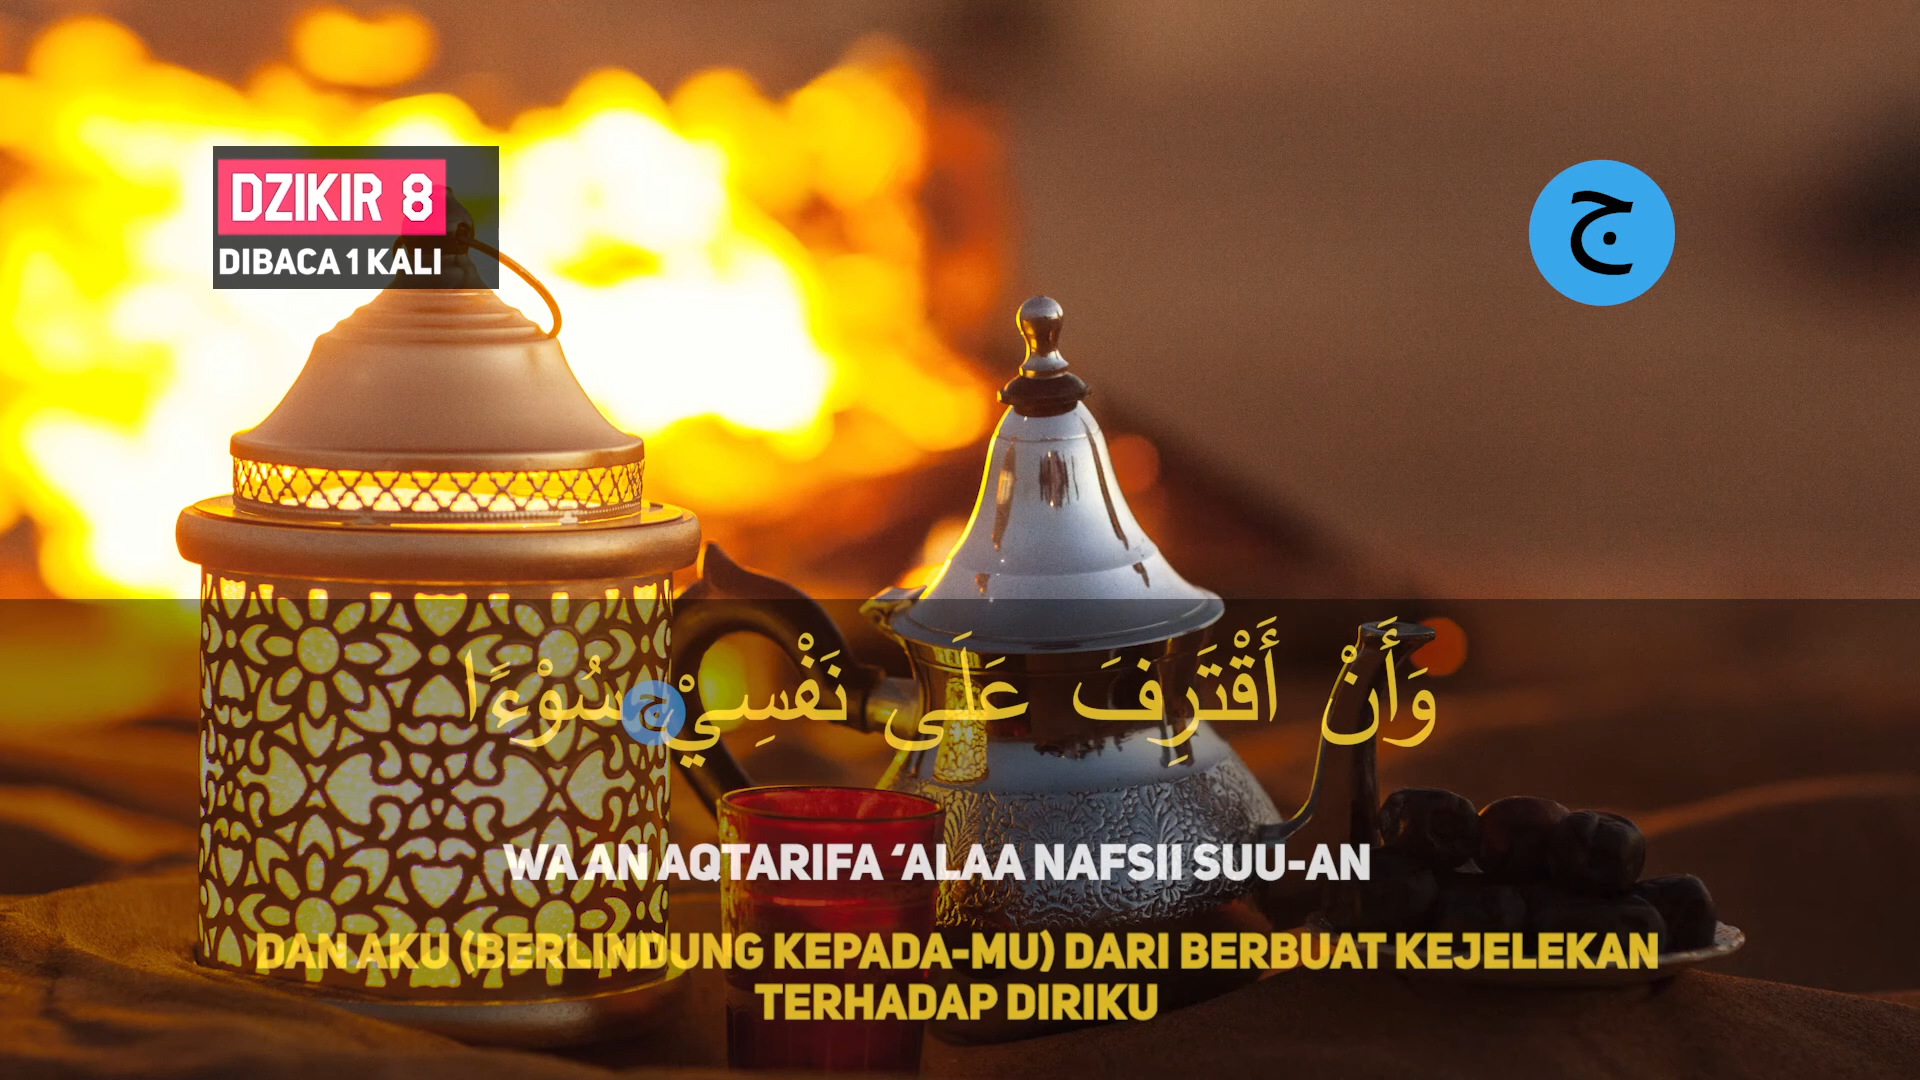 DZIKIR 8
DIBACA 1 KALI
ج
وَأَنْ أَقْتَرِفَ عَلَى نَفْسِيْ ج سُوْءًا
WA AN AQTARIFA ‘ALAA NAFSII SUU-AN
DAN AKU (BERLINDUNG KEPADA-MU) DARI BERBUAT KEJELEKAN
TERHADAP DIRIKU